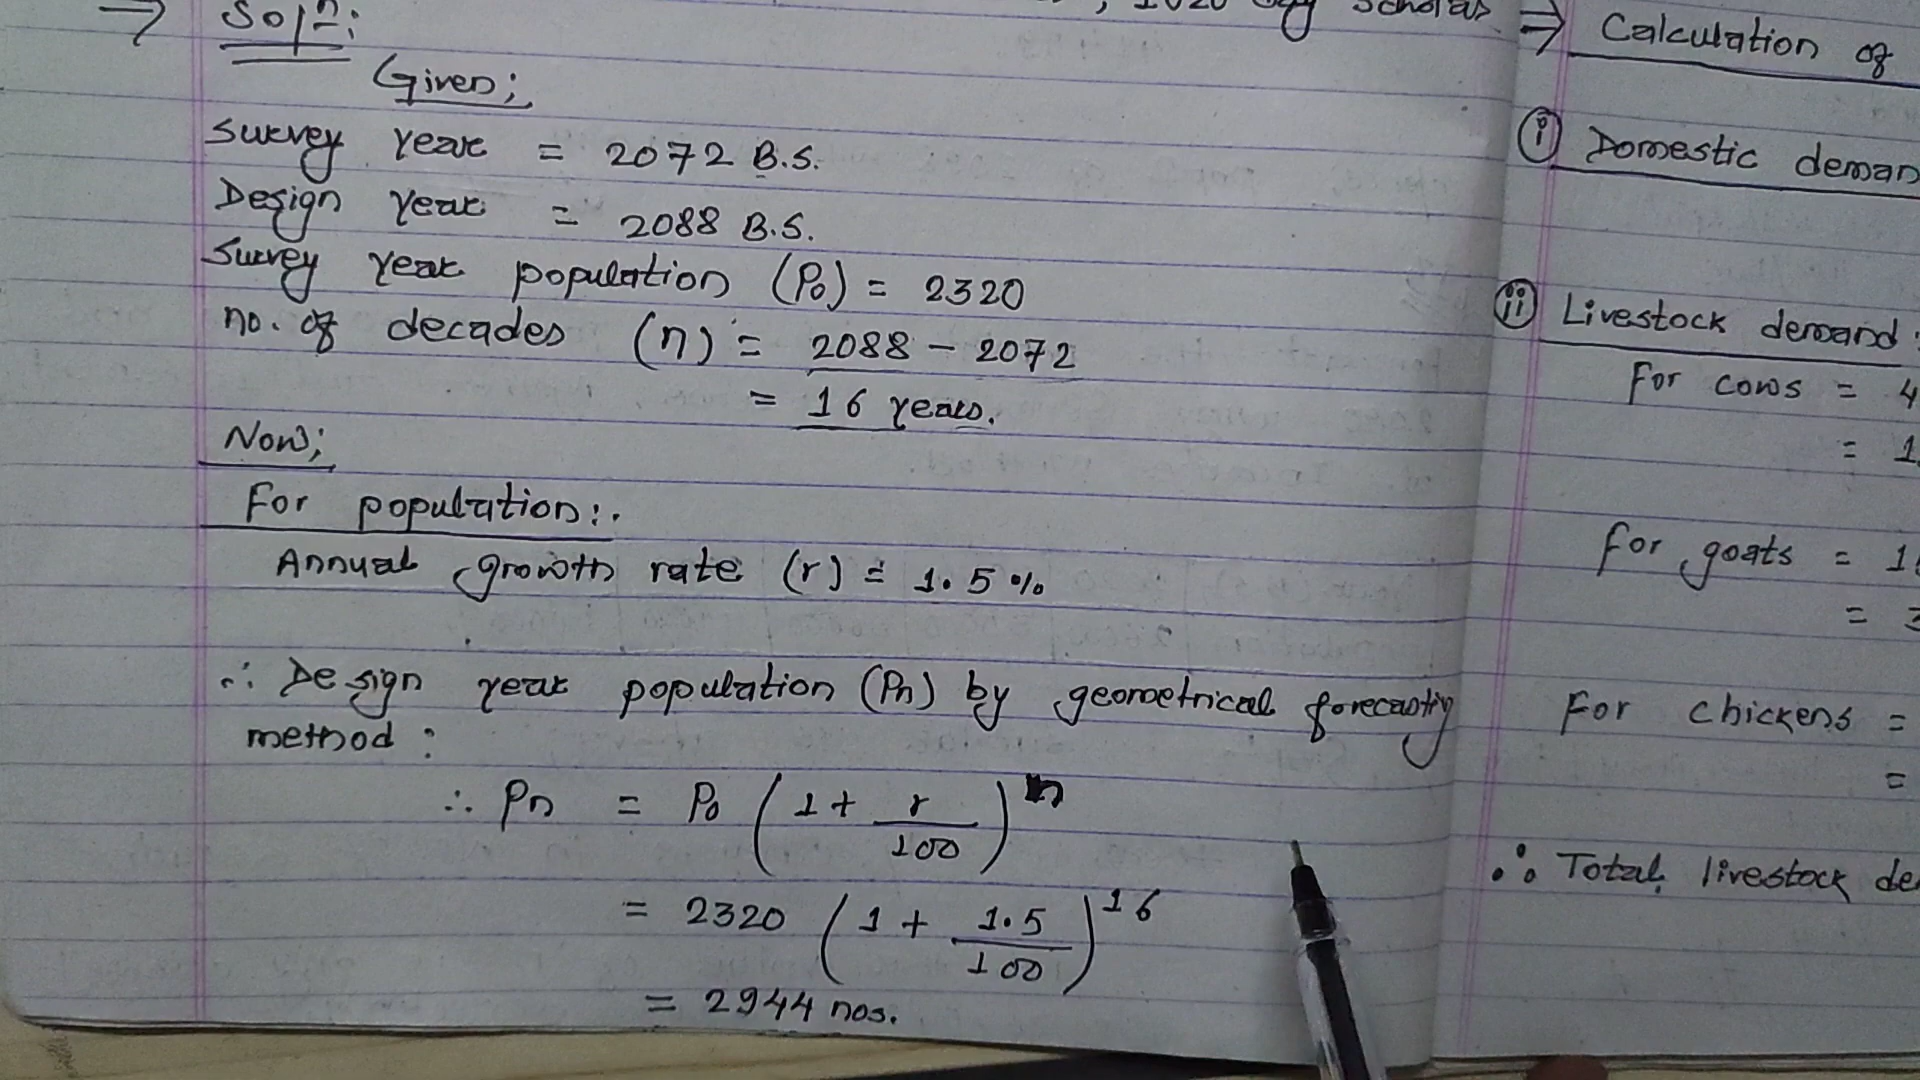 → Solⁿ:
Given;
Survey year = 2072 B.S.
Design year = 2088 B.S.
Survey year population (P₀) = 2320
no. of decades (n) = 2088 - 2072
= 16 years.
Now;
For population:.
Annual growth rate (r) = 1.5%
∴ Design year population (Pn) by geometrical forecasting
method:
∴ Pn = P₀ (1 + r/100)ⁿ
= 2320 (1 + 1.5/100)¹⁶
= 2944 nos.
⇒ Calculation of
(i) Domestic deman
(ii) Livestock demand:
For cows = 4
= 1
for goats = 1
=
For chickens =
=
∴ Total livestock de